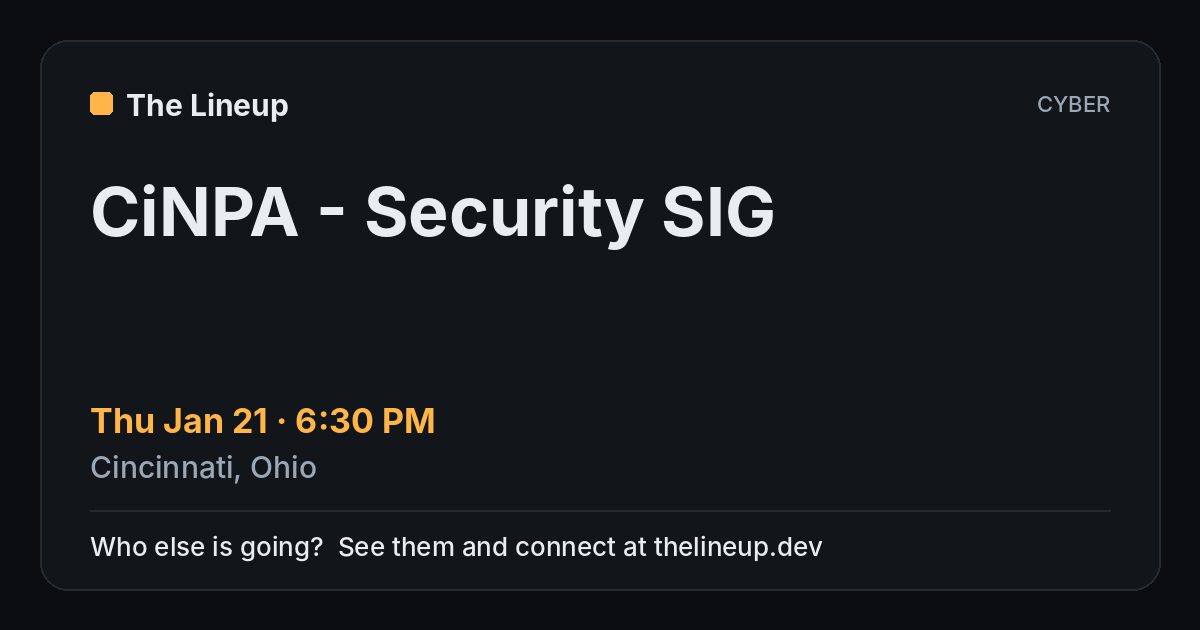 The Lineup
CYBER
CiNPA - Security SIG
Thu Jan 21 · 6:30 PM
Cincinnati, Ohio
Who else is going? See them and connect at thelineup.dev